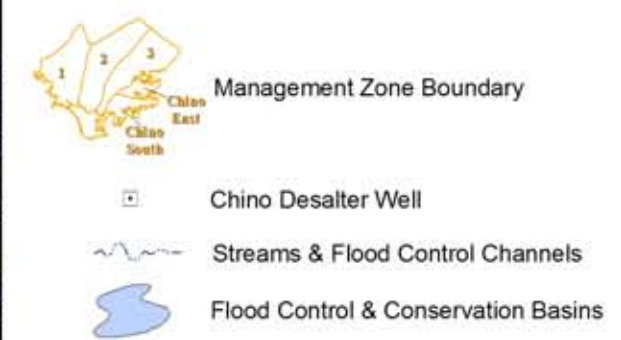 1 2 3
Chino East
Chino South
Management Zone Boundary
Chino Desalter Well
Streams & Flood Control Channels
Flood Control & Conservation Basins